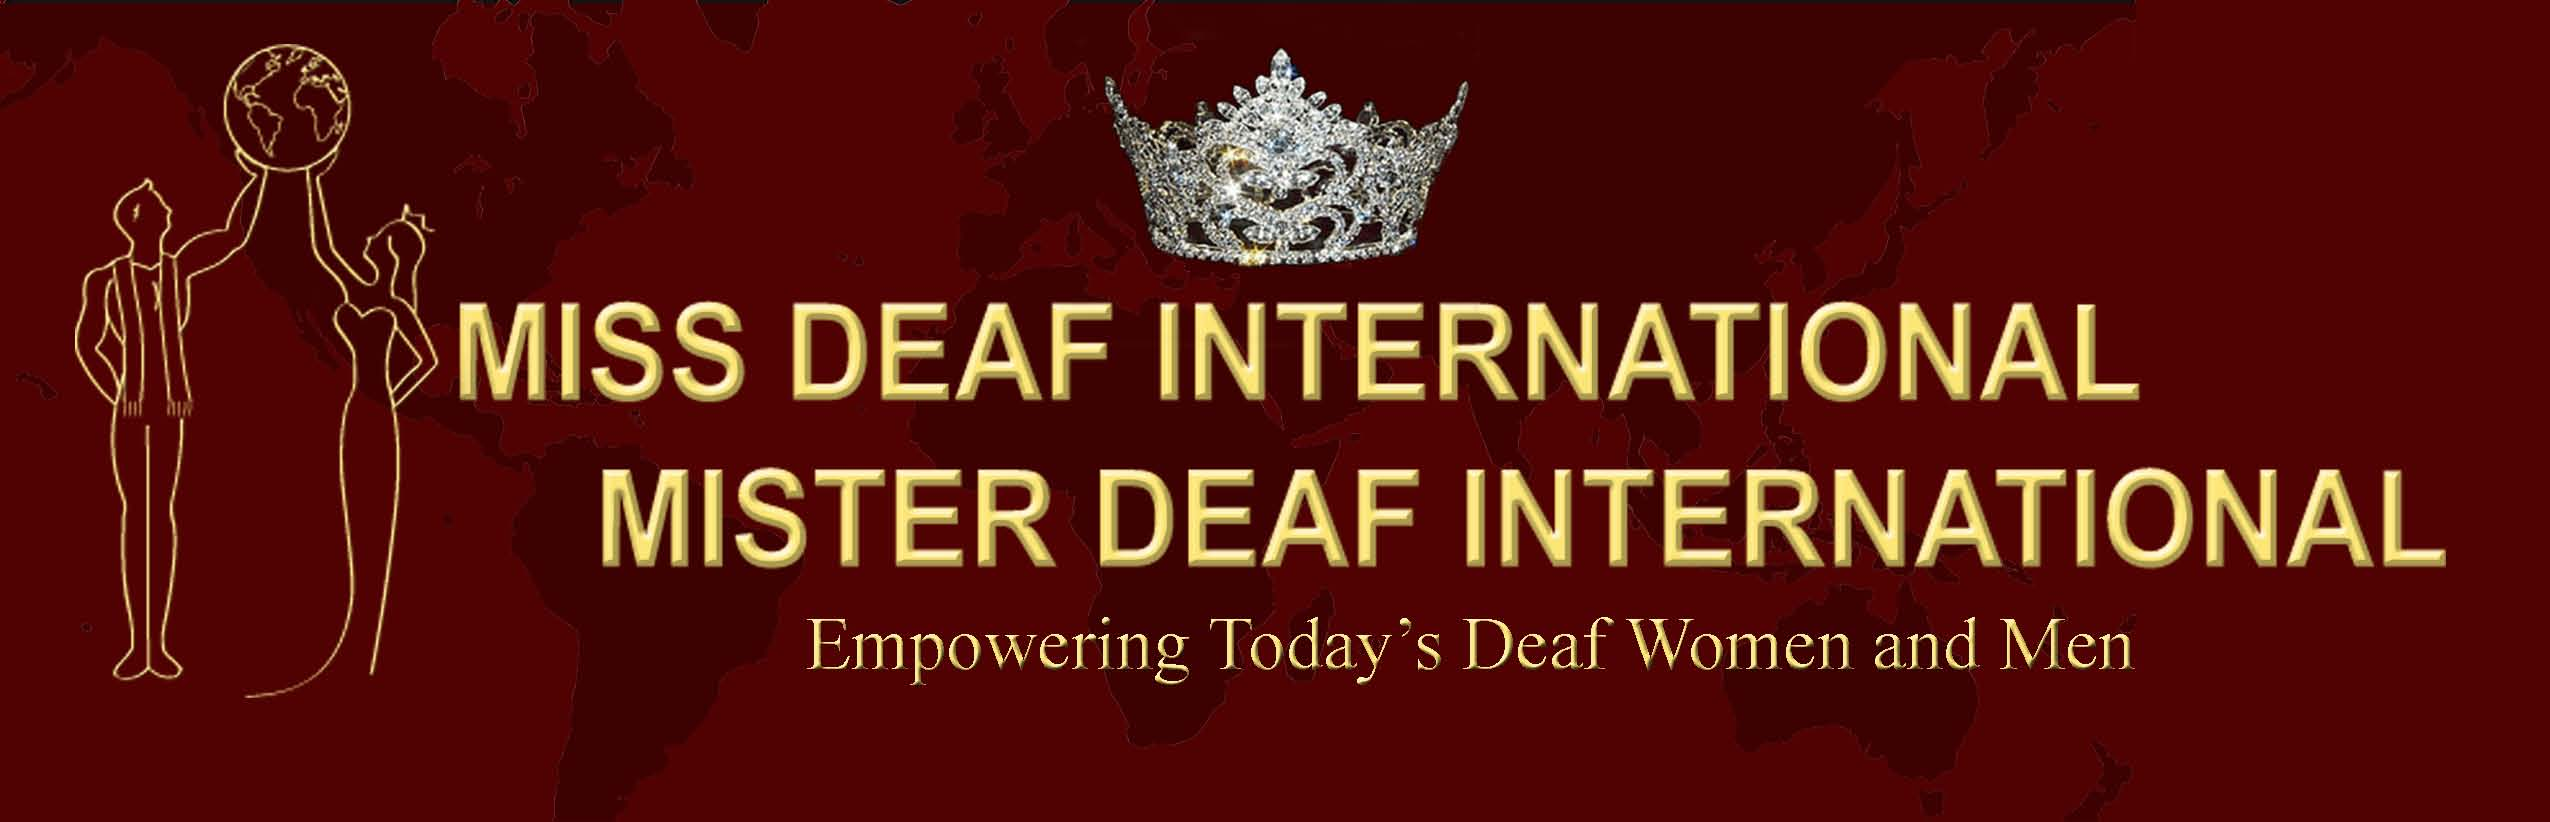 MISS DEAF INTERNATIONAL
MISTER DEAF INTERNATIONAL
Empowering Today’s Deaf Women and Men